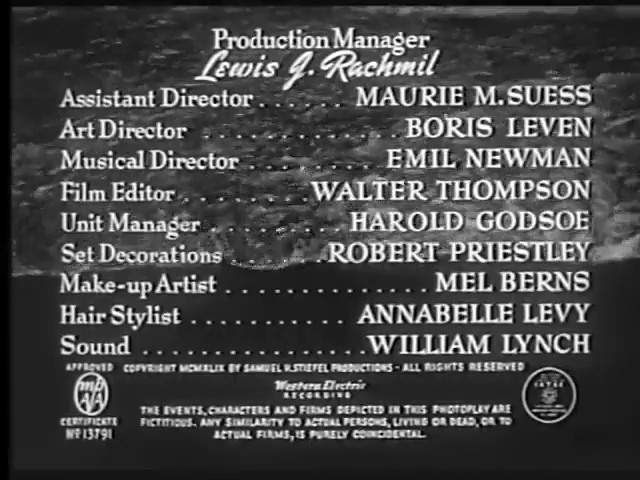 Production Manager
Lewis J. Rachmil
Assistant Director ...... MAURIE M. SUESS
Art Director .......... BORIS LEVEN
Musical Director ........ EMIL NEWMAN
Film Editor ........ WALTER THOMPSON
Unit Manager ......... HAROLD GODSOE
Set Decorations ...... ROBERT PRIESTLEY
Make-up Artist ............... MEL BERNS
Hair Stylist ........... ANNABELLE LEVY
Sound ................ WILLIAM LYNCH
APPROVED COPYRIGHT MCMXLIX BY SAMUEL H. STIEFEL PRODUCTIONS - ALL RIGHTS RESERVED
Western Electric
RECORDING
THE EVENTS, CHARACTERS AND FIRMS DEPICTED IN THIS PHOTOPLAY ARE
FICTITIOUS. ANY SIMILARITY TO ACTUAL PERSONS, LIVING OR DEAD, OR TO
ACTUAL FIRMS, IS PURELY COINCIDENTAL.
CERTIFICATE
Nº 13791